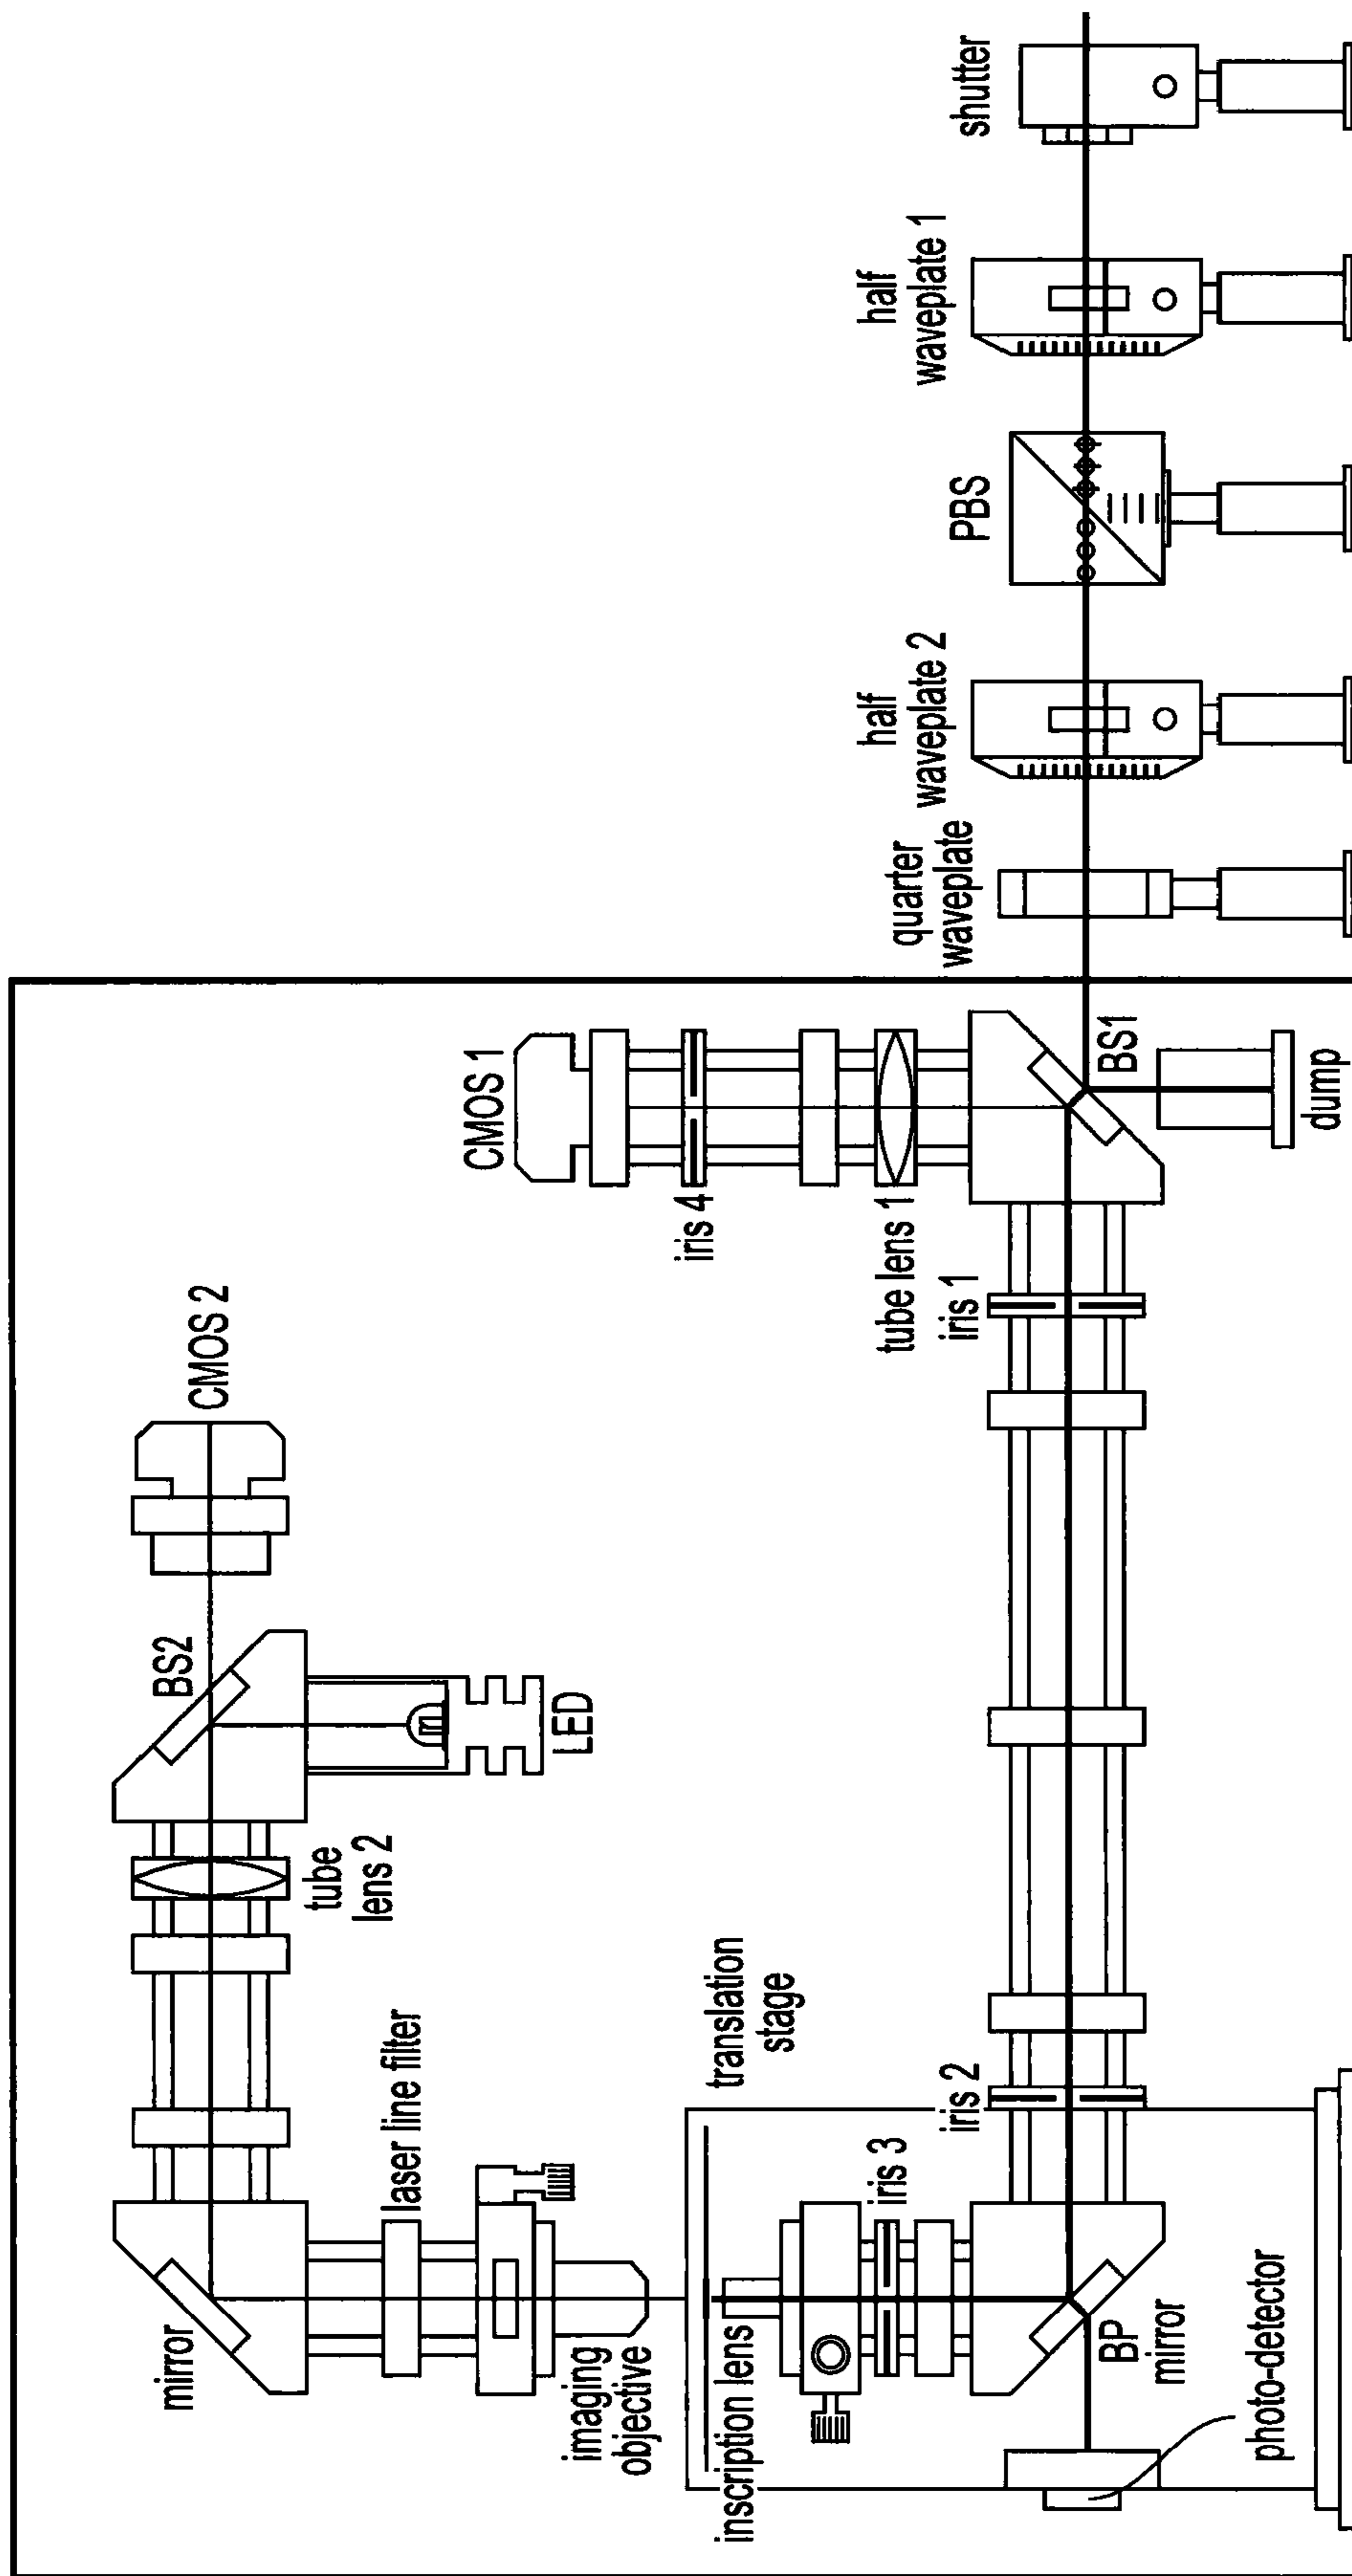 shutter
half
waveplate 1
PBS
half
waveplate 2
quarter
waveplate
CMOS 1
iris 4
tube lens 1
BS1
dump
iris 1
CMOS 2
BS2
LED
tube
lens 2
translation
stage
laser line filter
iris 2
iris 3
mirror
imaging
objective
inscription lens
BP
mirror
photo-detector